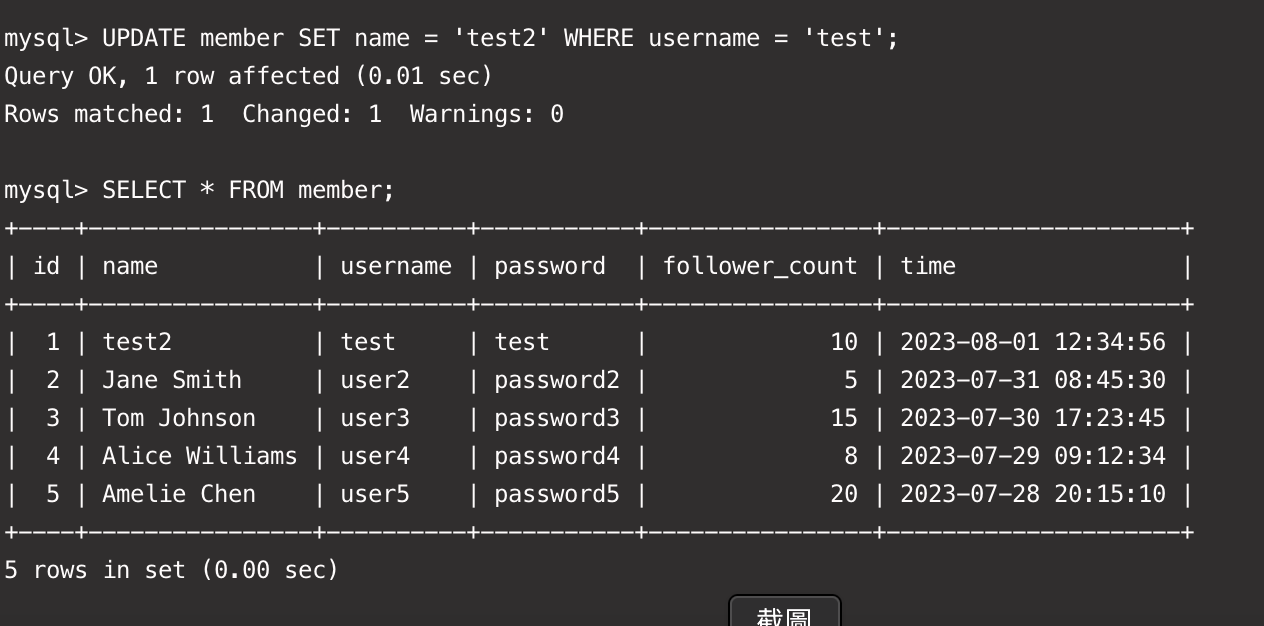 mysql> UPDATE member SET name = 'test2' WHERE username = 'test';
Query OK, 1 row affected (0.01 sec)
Rows matched: 1  Changed: 1  Warnings: 0
mysql> SELECT * FROM member;
+----+----------------+----------+-----------+----------------+---------------------+
| id | name           | username | password  | follower_count | time                |
+----+----------------+----------+-----------+----------------+---------------------+
|  1 | test2          | test     | test      |             10 | 2023-08-01 12:34:56 |
|  2 | Jane Smith     | user2    | password2 |              5 | 2023-07-31 08:45:30 |
|  3 | Tom Johnson    | user3    | password3 |             15 | 2023-07-30 17:23:45 |
|  4 | Alice Williams | user4    | password4 |              8 | 2023-07-29 09:12:34 |
|  5 | Amelie Chen    | user5    | password5 |             20 | 2023-07-28 20:15:10 |
+----+----------------+----------+-----------+----------------+---------------------+
5 rows in set (0.00 sec)
截圖